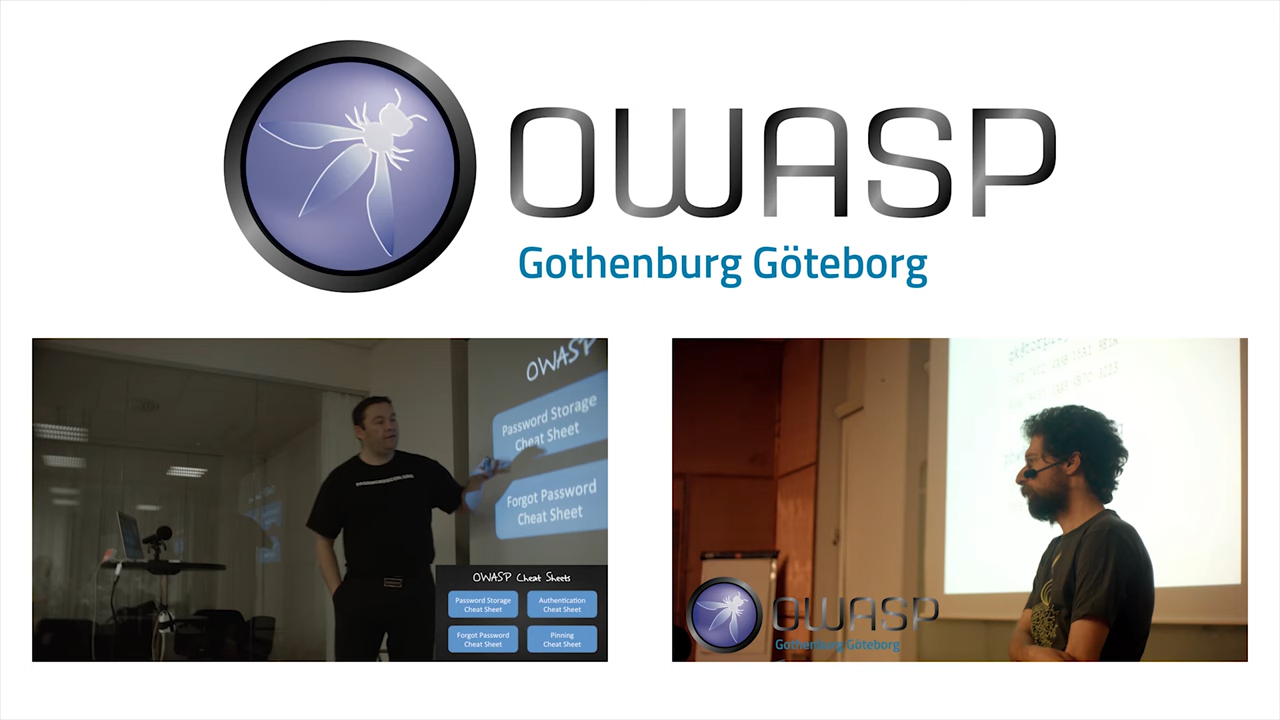 OWASP
Gothenburg Göteborg
OWASP
Password Storage
Cheat Sheet
Forgot Password
Cheat Sheet
OWASP Cheat Sheets
Password Storage
Cheat Sheet
Authentication
Cheat Sheet
Forgot Password
Cheat Sheet
Pinning
Cheat Sheet
OWASP
Gothenburg Göteborg